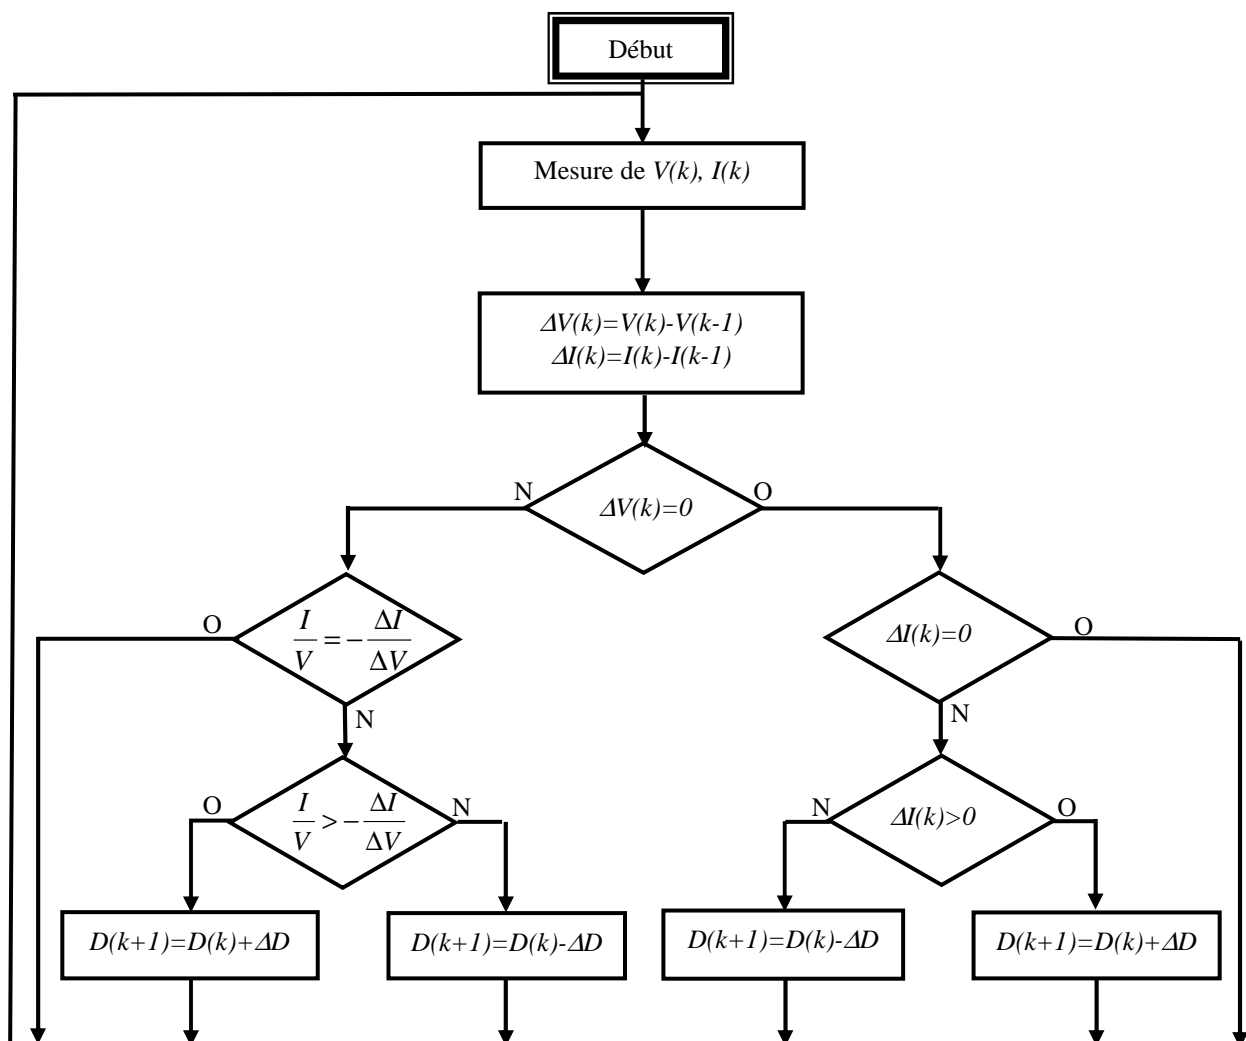 Début
Mesure de V(k), I(k)
ΔV(k)=V(k)-V(k-1)
ΔI(k)=I(k)-I(k-1)
N
O
ΔV(k)=0
O
I/V = -ΔI/ΔV
ΔI(k)=0
O
N
N
O
I/V > -ΔI/ΔV
N
N
ΔI(k)>0
O
D(k+1)=D(k)+ΔD
D(k+1)=D(k)-ΔD
D(k+1)=D(k)-ΔD
D(k+1)=D(k)+ΔD